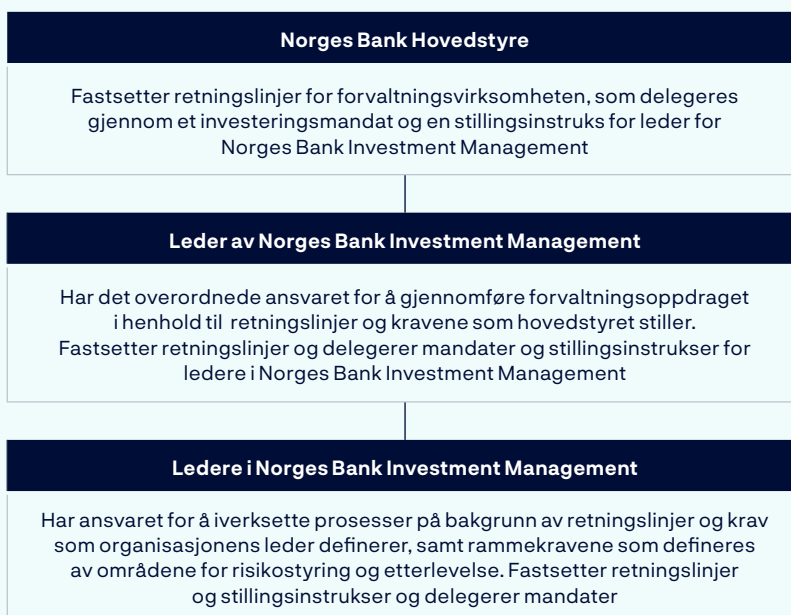 Norges Bank Hovedstyre
Fastsetter retningslinjer for forvaltningsvirksomheten, som delegeres
gjennom et investeringsmandat og en stillingsinstruks for leder for
Norges Bank Investment Management
Leder av Norges Bank Investment Management
Har det overordnede ansvaret for å gjennomføre forvaltningsoppdraget
i henhold til retningslinjer og kravene som hovedstyret stiller.
Fastsetter retningslinjer og delegerer mandater og stillingsinstrukser for
ledere i Norges Bank Investment Management
Ledere i Norges Bank Investment Management
Har ansvaret for å iverksette prosesser på bakgrunn av retningslinjer og krav
som organisasjonens leder definerer, samt rammekravene som defineres
av områdene for risikostyring og etterlevelse. Fastsetter retningslinjer
og stillingsinstrukser og delegerer mandater